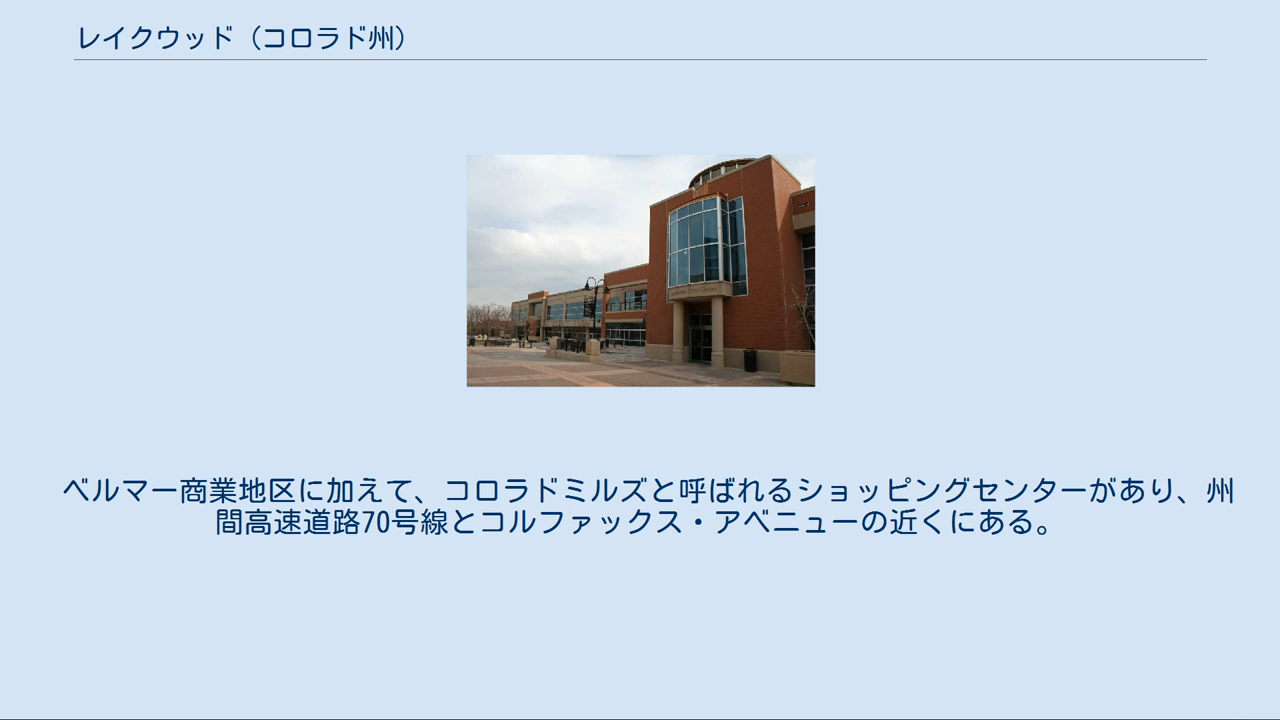 レイクウッド（コロラド州）
ベルマー商業地区に加えて、コロラドミルズと呼ばれるショッピングセンターがあり、州
間高速道路70号線とコルファックス・アベニューの近くにある。